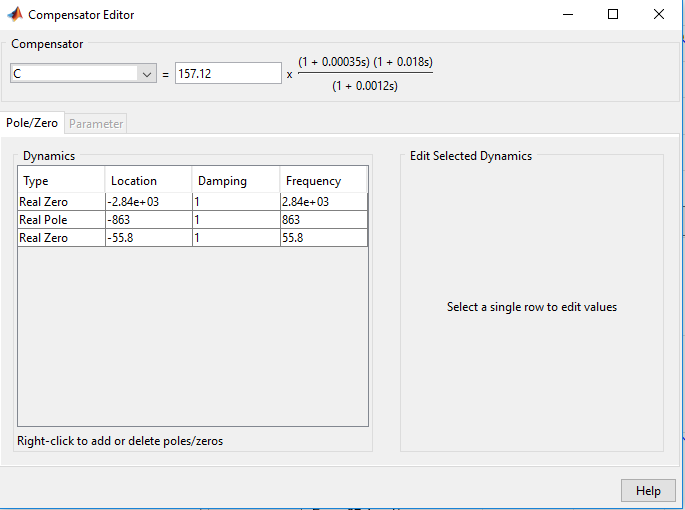 Compensator Editor
Compensator
C = 157.12 x (1 + 0.00035s) (1 + 0.018s)
(1 + 0.0012s)
Pole/Zero Parameter
Dynamics
Type Location Damping Frequency
Real Zero -2.84e+03 1 2.84e+03
Real Pole -863 1 863
Real Zero -55.8 1 55.8
Right-click to add or delete poles/zeros
Edit Selected Dynamics
Select a single row to edit values
Help